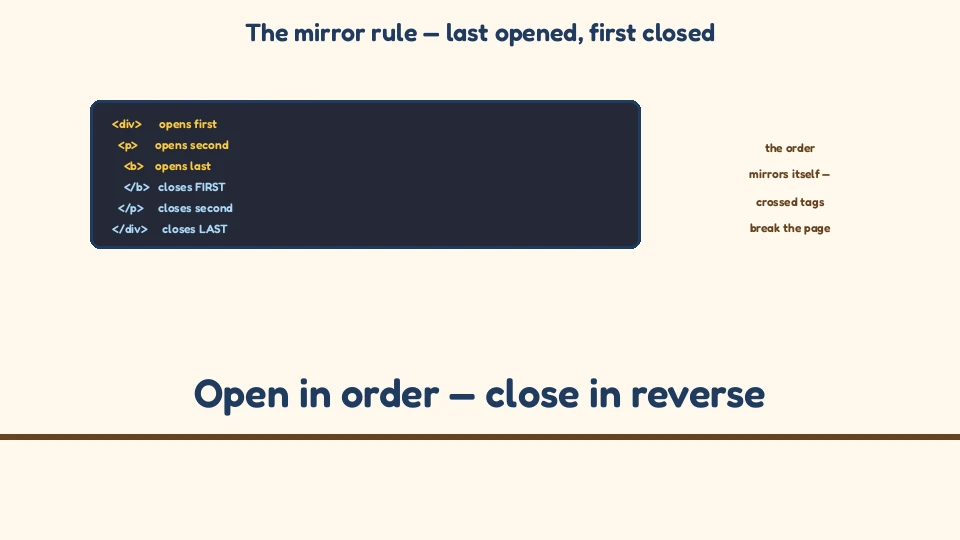 The mirror rule — last opened, first closed
<div> opens first
<p> opens second
<b> opens last
</b> closes FIRST
</p> closes second
</div> closes LAST
the order
mirrors itself —
crossed tags
break the page
Open in order — close in reverse